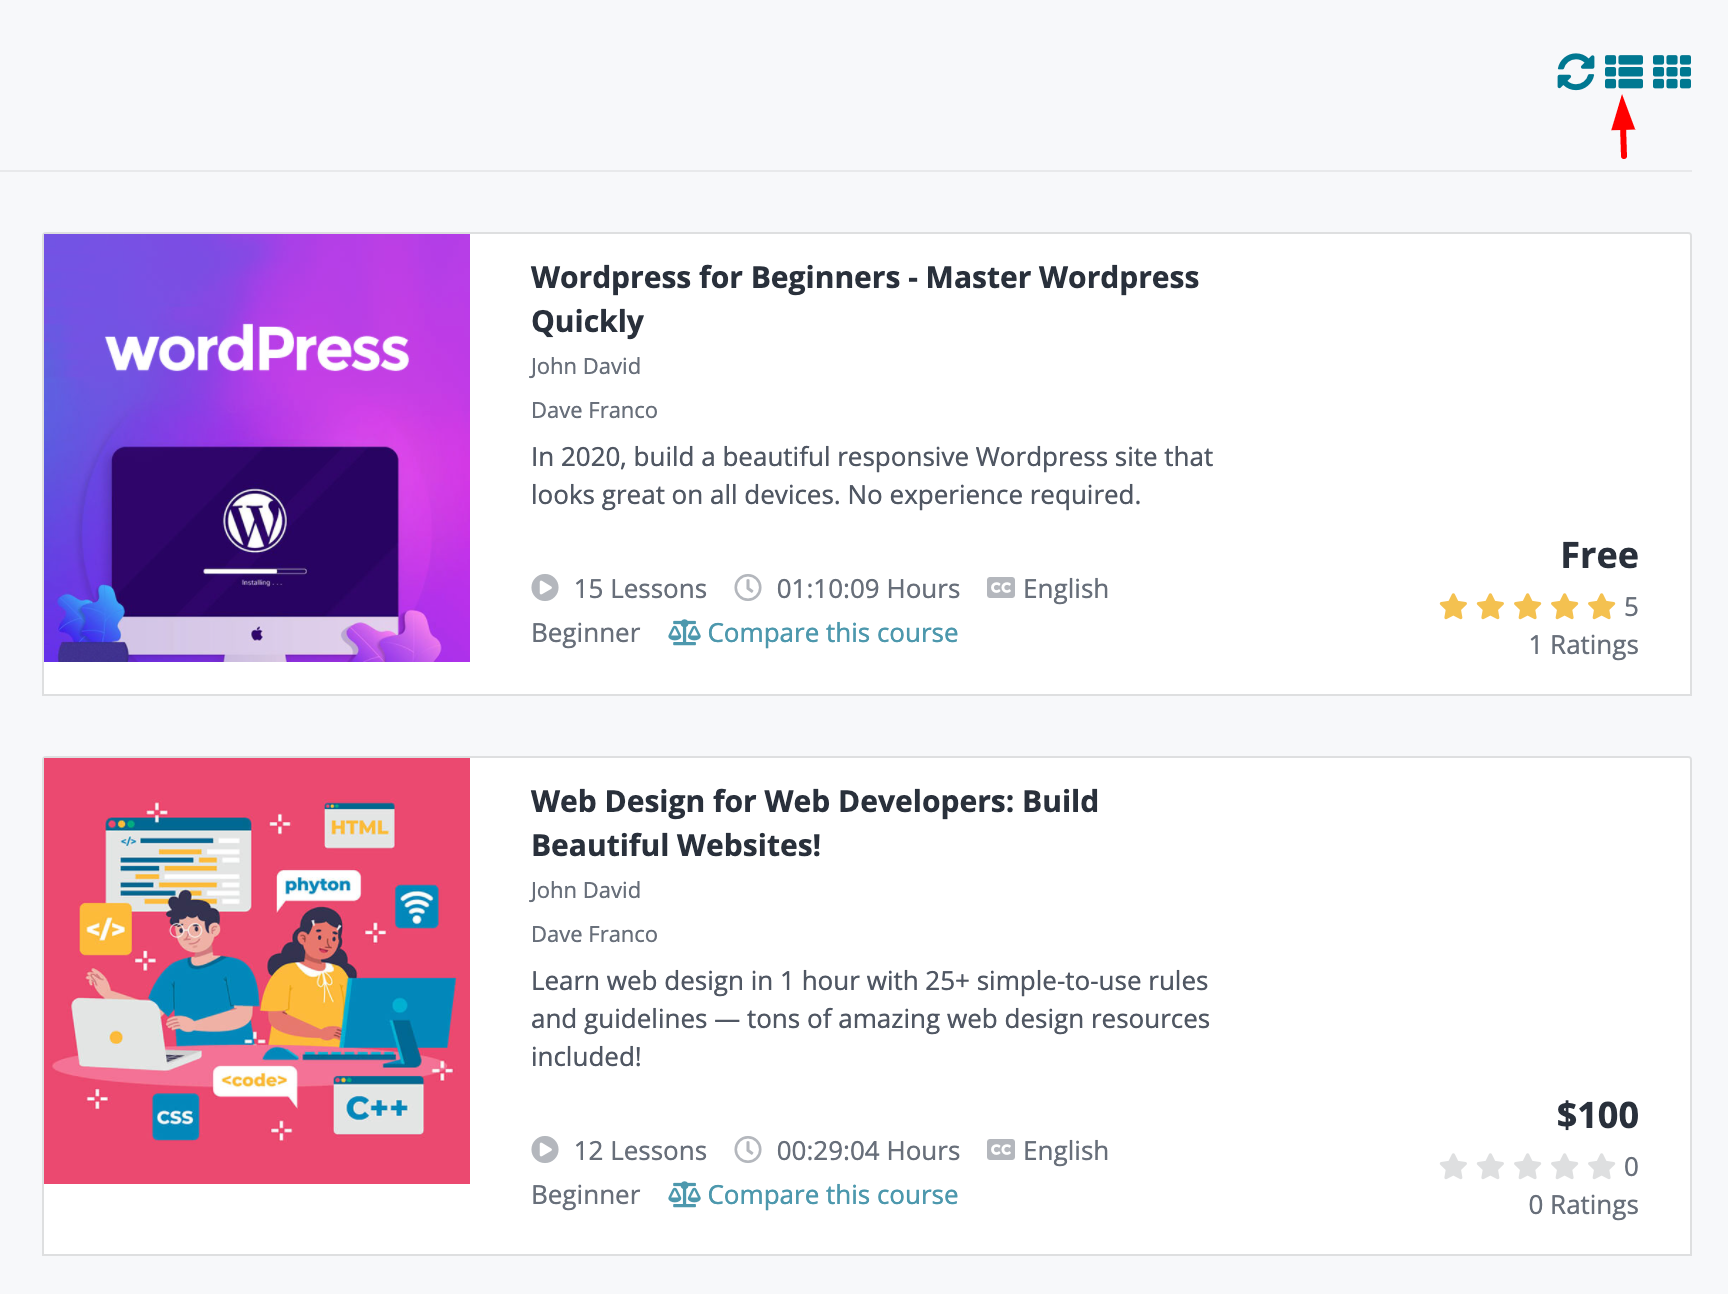 wordPress
Installing . . .
Wordpress for Beginners - Master Wordpress
Quickly
John David
Dave Franco
In 2020, build a beautiful responsive Wordpress site that
looks great on all devices. No experience required.
15 Lessons 01:10:09 Hours CC English
Beginner Compare this course
Free
5
1 Ratings
HTML
</>
phyton
</>
<code>
C++
CSS
Web Design for Web Developers: Build
Beautiful Websites!
John David
Dave Franco
Learn web design in 1 hour with 25+ simple-to-use rules
and guidelines — tons of amazing web design resources
included!
12 Lessons 00:29:04 Hours CC English
Beginner Compare this course
$100
0
0 Ratings